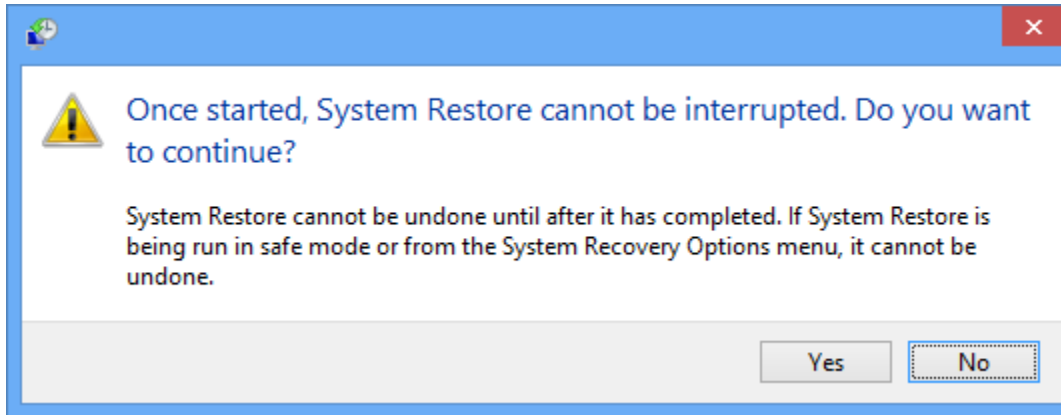 Once started, System Restore cannot be interrupted. Do you want
to continue?
System Restore cannot be undone until after it has completed. If System Restore is
being run in safe mode or from the System Recovery Options menu, it cannot be
undone.
Yes
No